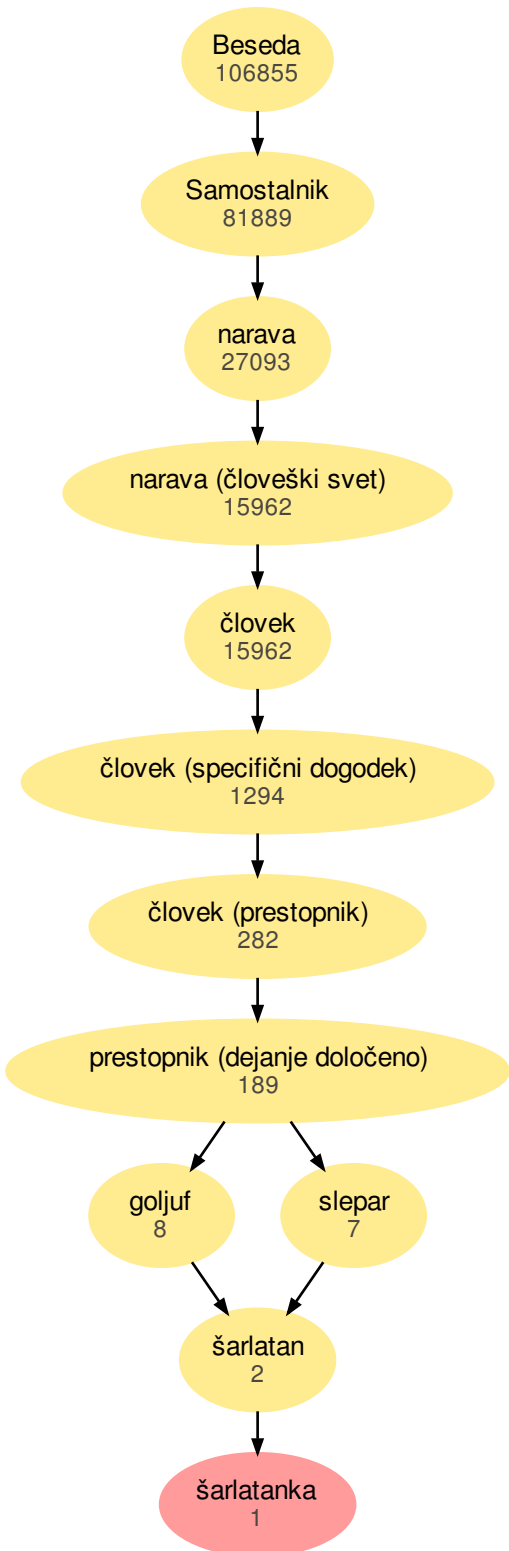 Beseda
106855
Samostalnik
81889
narava
27093
narava (človeški svet)
15962
človek
15962
človek (specifični dogodek)
1294
človek (prestopnik)
282
prestopnik (dejanje določeno)
189
goljuf
8
slepar
7
šarlatan
2
šarlatanka
1